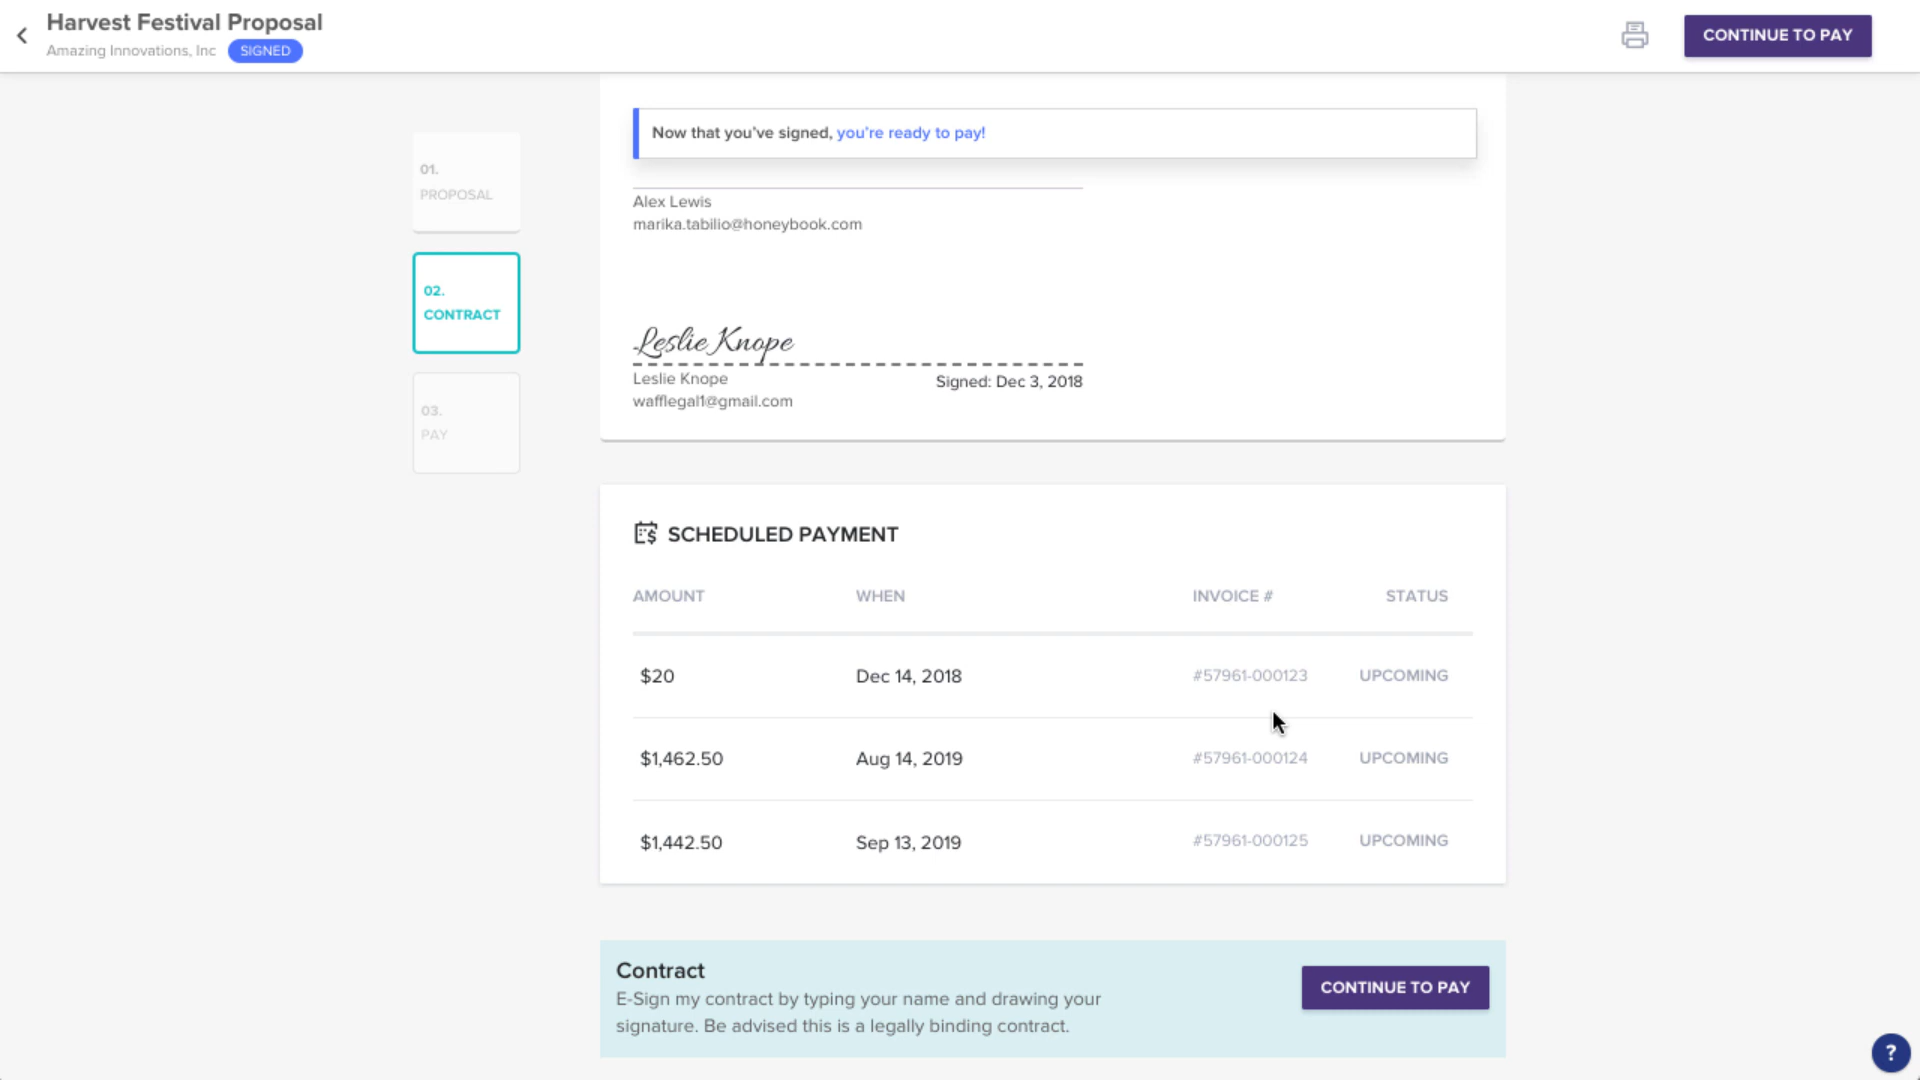 Harvest Festival Proposal
Amazing Innovations, Inc SIGNED
CONTINUE TO PAY
01.
PROPOSAL
02.
CONTRACT
03.
PAY
Now that you've signed, you're ready to pay!
Alex Lewis
marika.tabilio@honeybook.com
Leslie Knope
Leslie Knope Signed: Dec 3, 2018
wafflegal1@gmail.com
SCHEDULED PAYMENT
AMOUNT WHEN INVOICE # STATUS
$20 Dec 14, 2018 #57961-000123 UPCOMING
$1,462.50 Aug 14, 2019 #57961-000124 UPCOMING
$1,442.50 Sep 13, 2019 #57961-000125 UPCOMING
Contract
E-Sign my contract by typing your name and drawing your
signature. Be advised this is a legally binding contract.
CONTINUE TO PAY
?